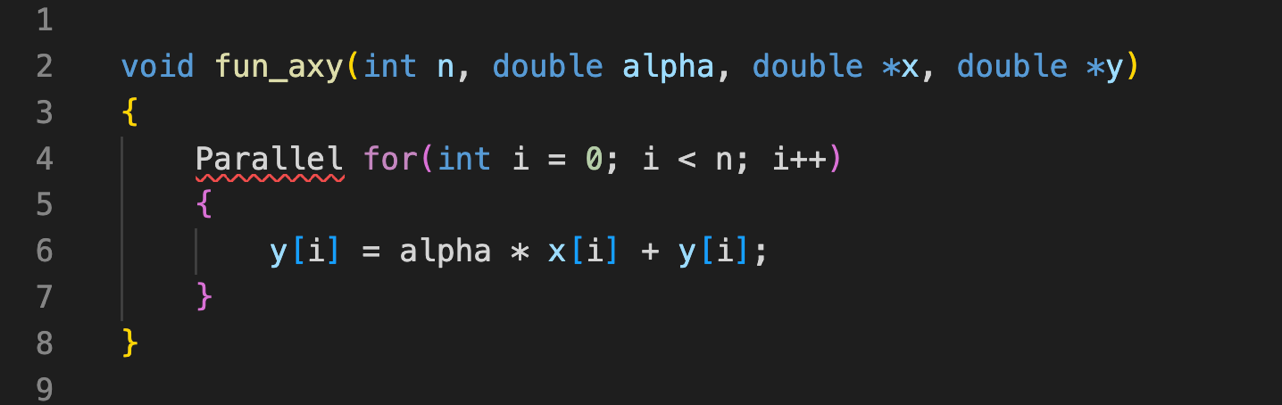 1
2 void fun_axy(int n, double alpha, double *x, double *y)
3 {
4 Parallel for(int i = 0; i < n; i++)
5 {
6 y[i] = alpha * x[i] + y[i];
7 }
8 }
9